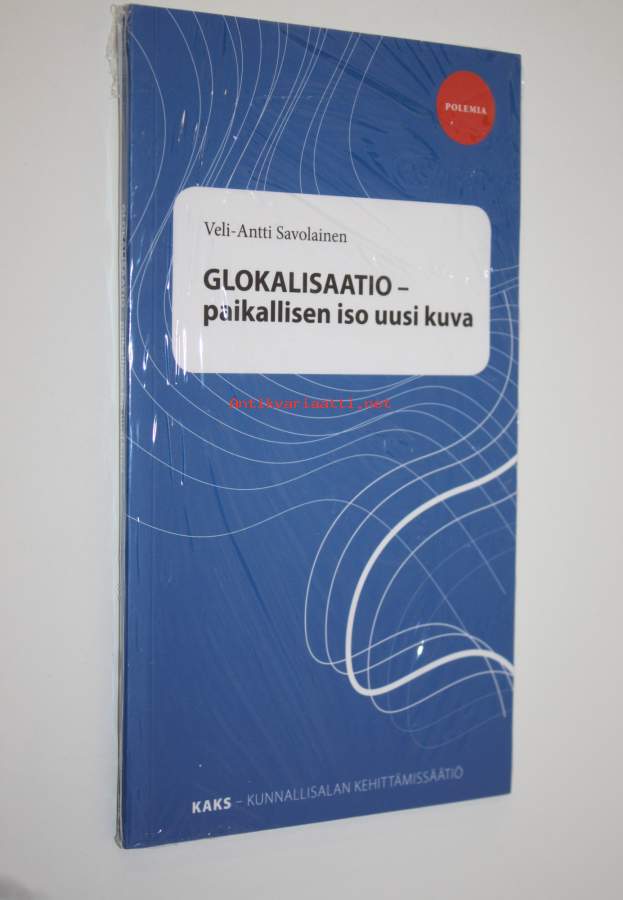 POLEMIA
Veli-Antti Savolainen
GLOKALISAATIO –
paikallisen iso uusi kuva
Antikvariaatti.net
KAKS – KUNNALLISALAN KEHITTÄMISSÄÄTIÖ